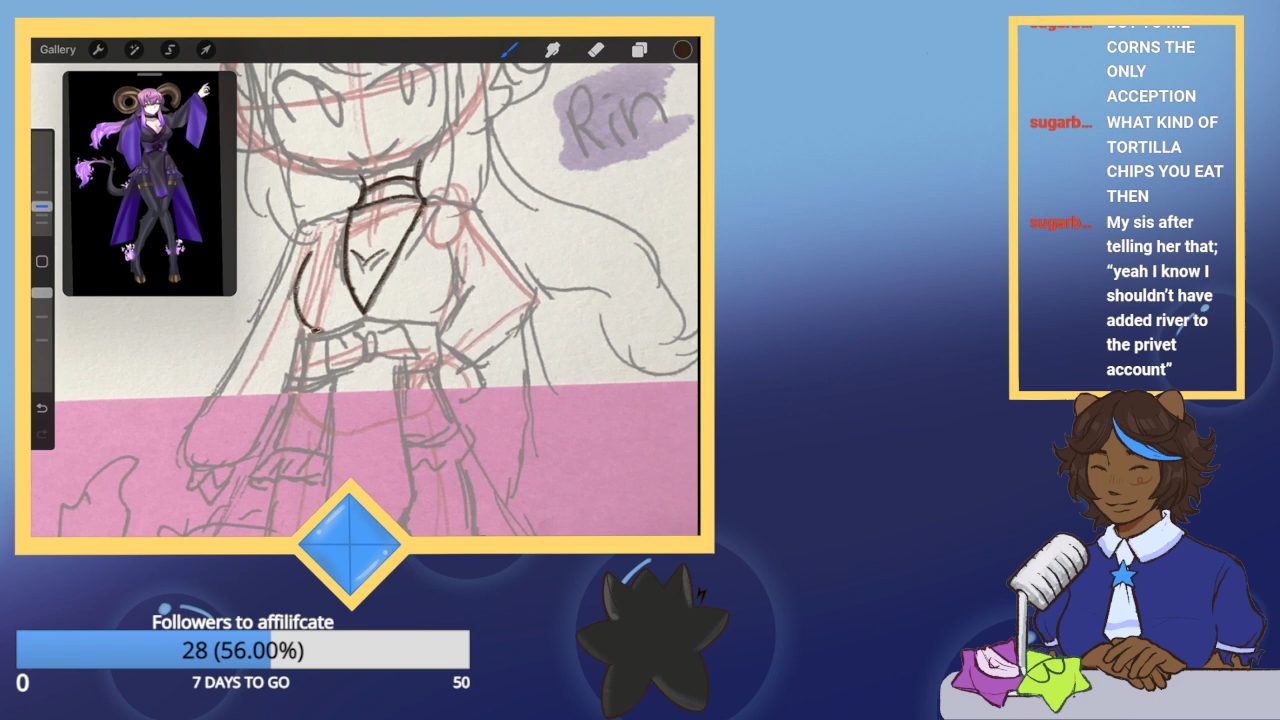 Gallery
Rin
CORNS THE
ONLY
ACCEPTION
sugarb... WHAT KIND OF
TORTILLA
CHIPS YOU EAT
THEN
sugarb... My sis after
telling her that;
“yeah I know I
shouldn’t have
added river to
the privet
account”
Followers to affilifcate
28 (56.00%)
0 7 DAYS TO GO 50